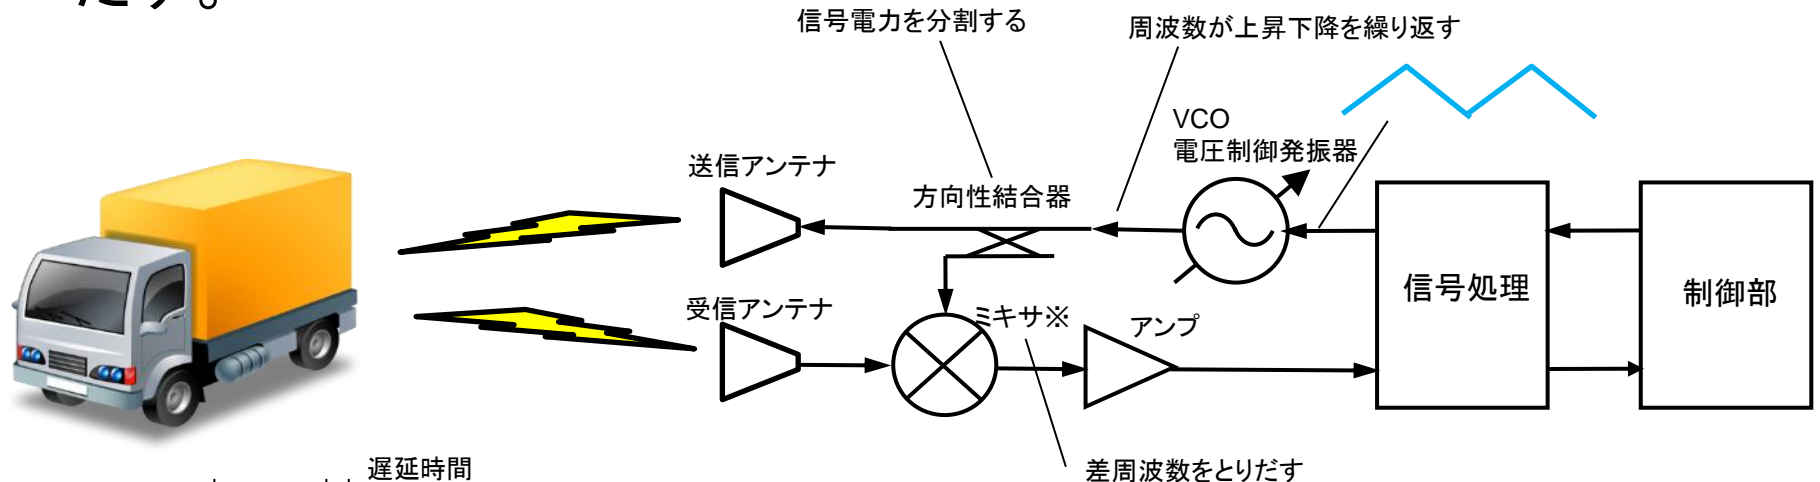 だす。
信号電力を分割する
周波数が上昇下降を繰り返す
VCO
電圧制御発振器
送信アンテナ
方向性結合器
信号処理
制御部
受信アンテナ
ミキサ※
アンプ
遅延時間
差周波数をとりだす